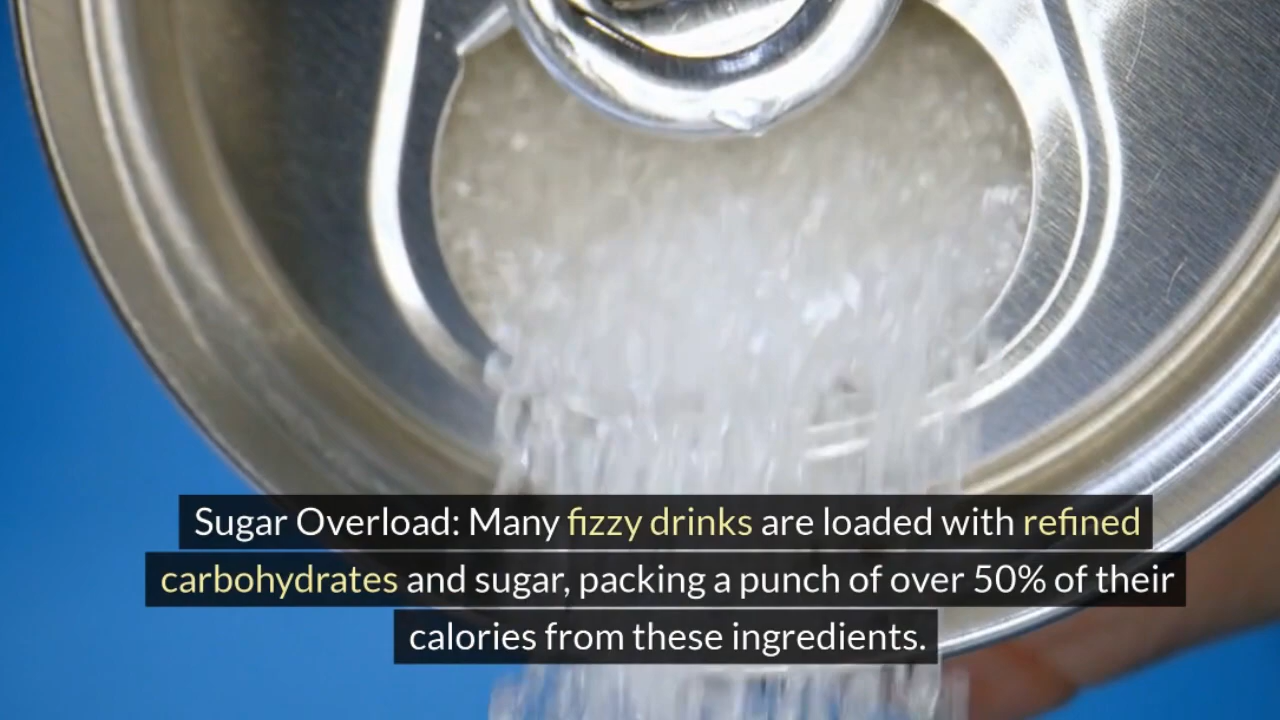 Sugar Overload: Many fizzy drinks are loaded with refined
carbohydrates and sugar, packing a punch of over 50% of their
calories from these ingredients.